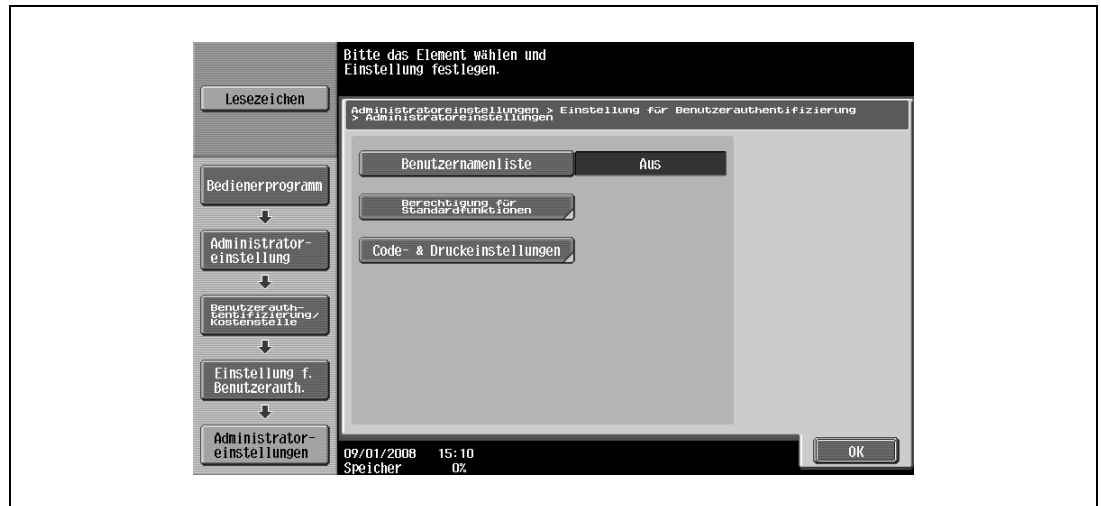 Bitte das Element wählen und
Einstellung festlegen.
Lesezeichen
Administratoreinstellungen > Einstellung für Benutzerauthentifizierung
> Administratoreinstellungen
Benutzernamenliste
Aus
Berechtigung für
Standardfunktionen
Code- & Druckeinstellungen
Bedienerprogramm
Administrator-
einstellung
Benutzerauth-
tentifizierung/
Kostenstelle
Einstellung f.
Benutzerauth.
Administrator-
einstellungen
09/01/2008 15:10
Speicher 0%
OK